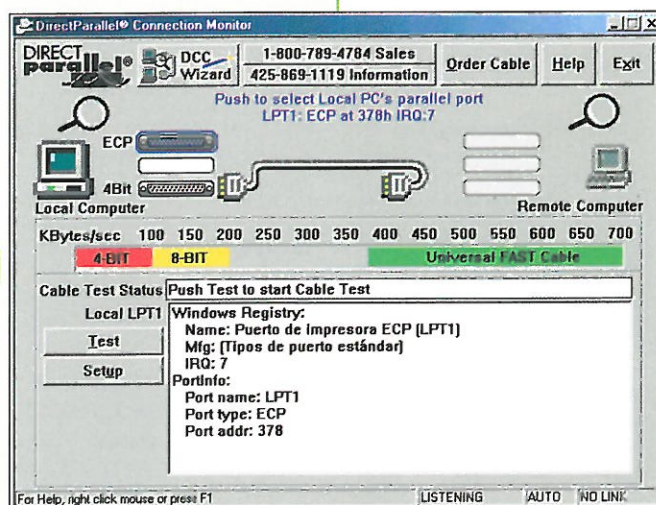 DirectParallel® Connection Monitor
DIRECT
parallel®
DCC
Wizard
1-800-789-4784 Sales
425-869-1119 Information
Order Cable
Help
Exit
Push to select Local PC's parallel port
LPT1: ECP at 378h IRQ:7
ECP
4Bit
Local Computer
Remote Computer
KBytes/sec 100 150 200 250 300 350 400 450 500 550 600 650 700
4-BIT 8-BIT Universal FAST Cable
Cable Test Status Push Test to start Cable Test
Local LPT1
Test
Setup
Windows Registry:
Name: Puerto de Impresora ECP (LPT1)
Mfg: (Tipos de puerto estándar)
IRQ: 7
PortInfo:
Port name: LPT1
Port type: ECP
Port addr: 378
For Help, right click mouse or press F1
LISTENING AUTO NO LINK